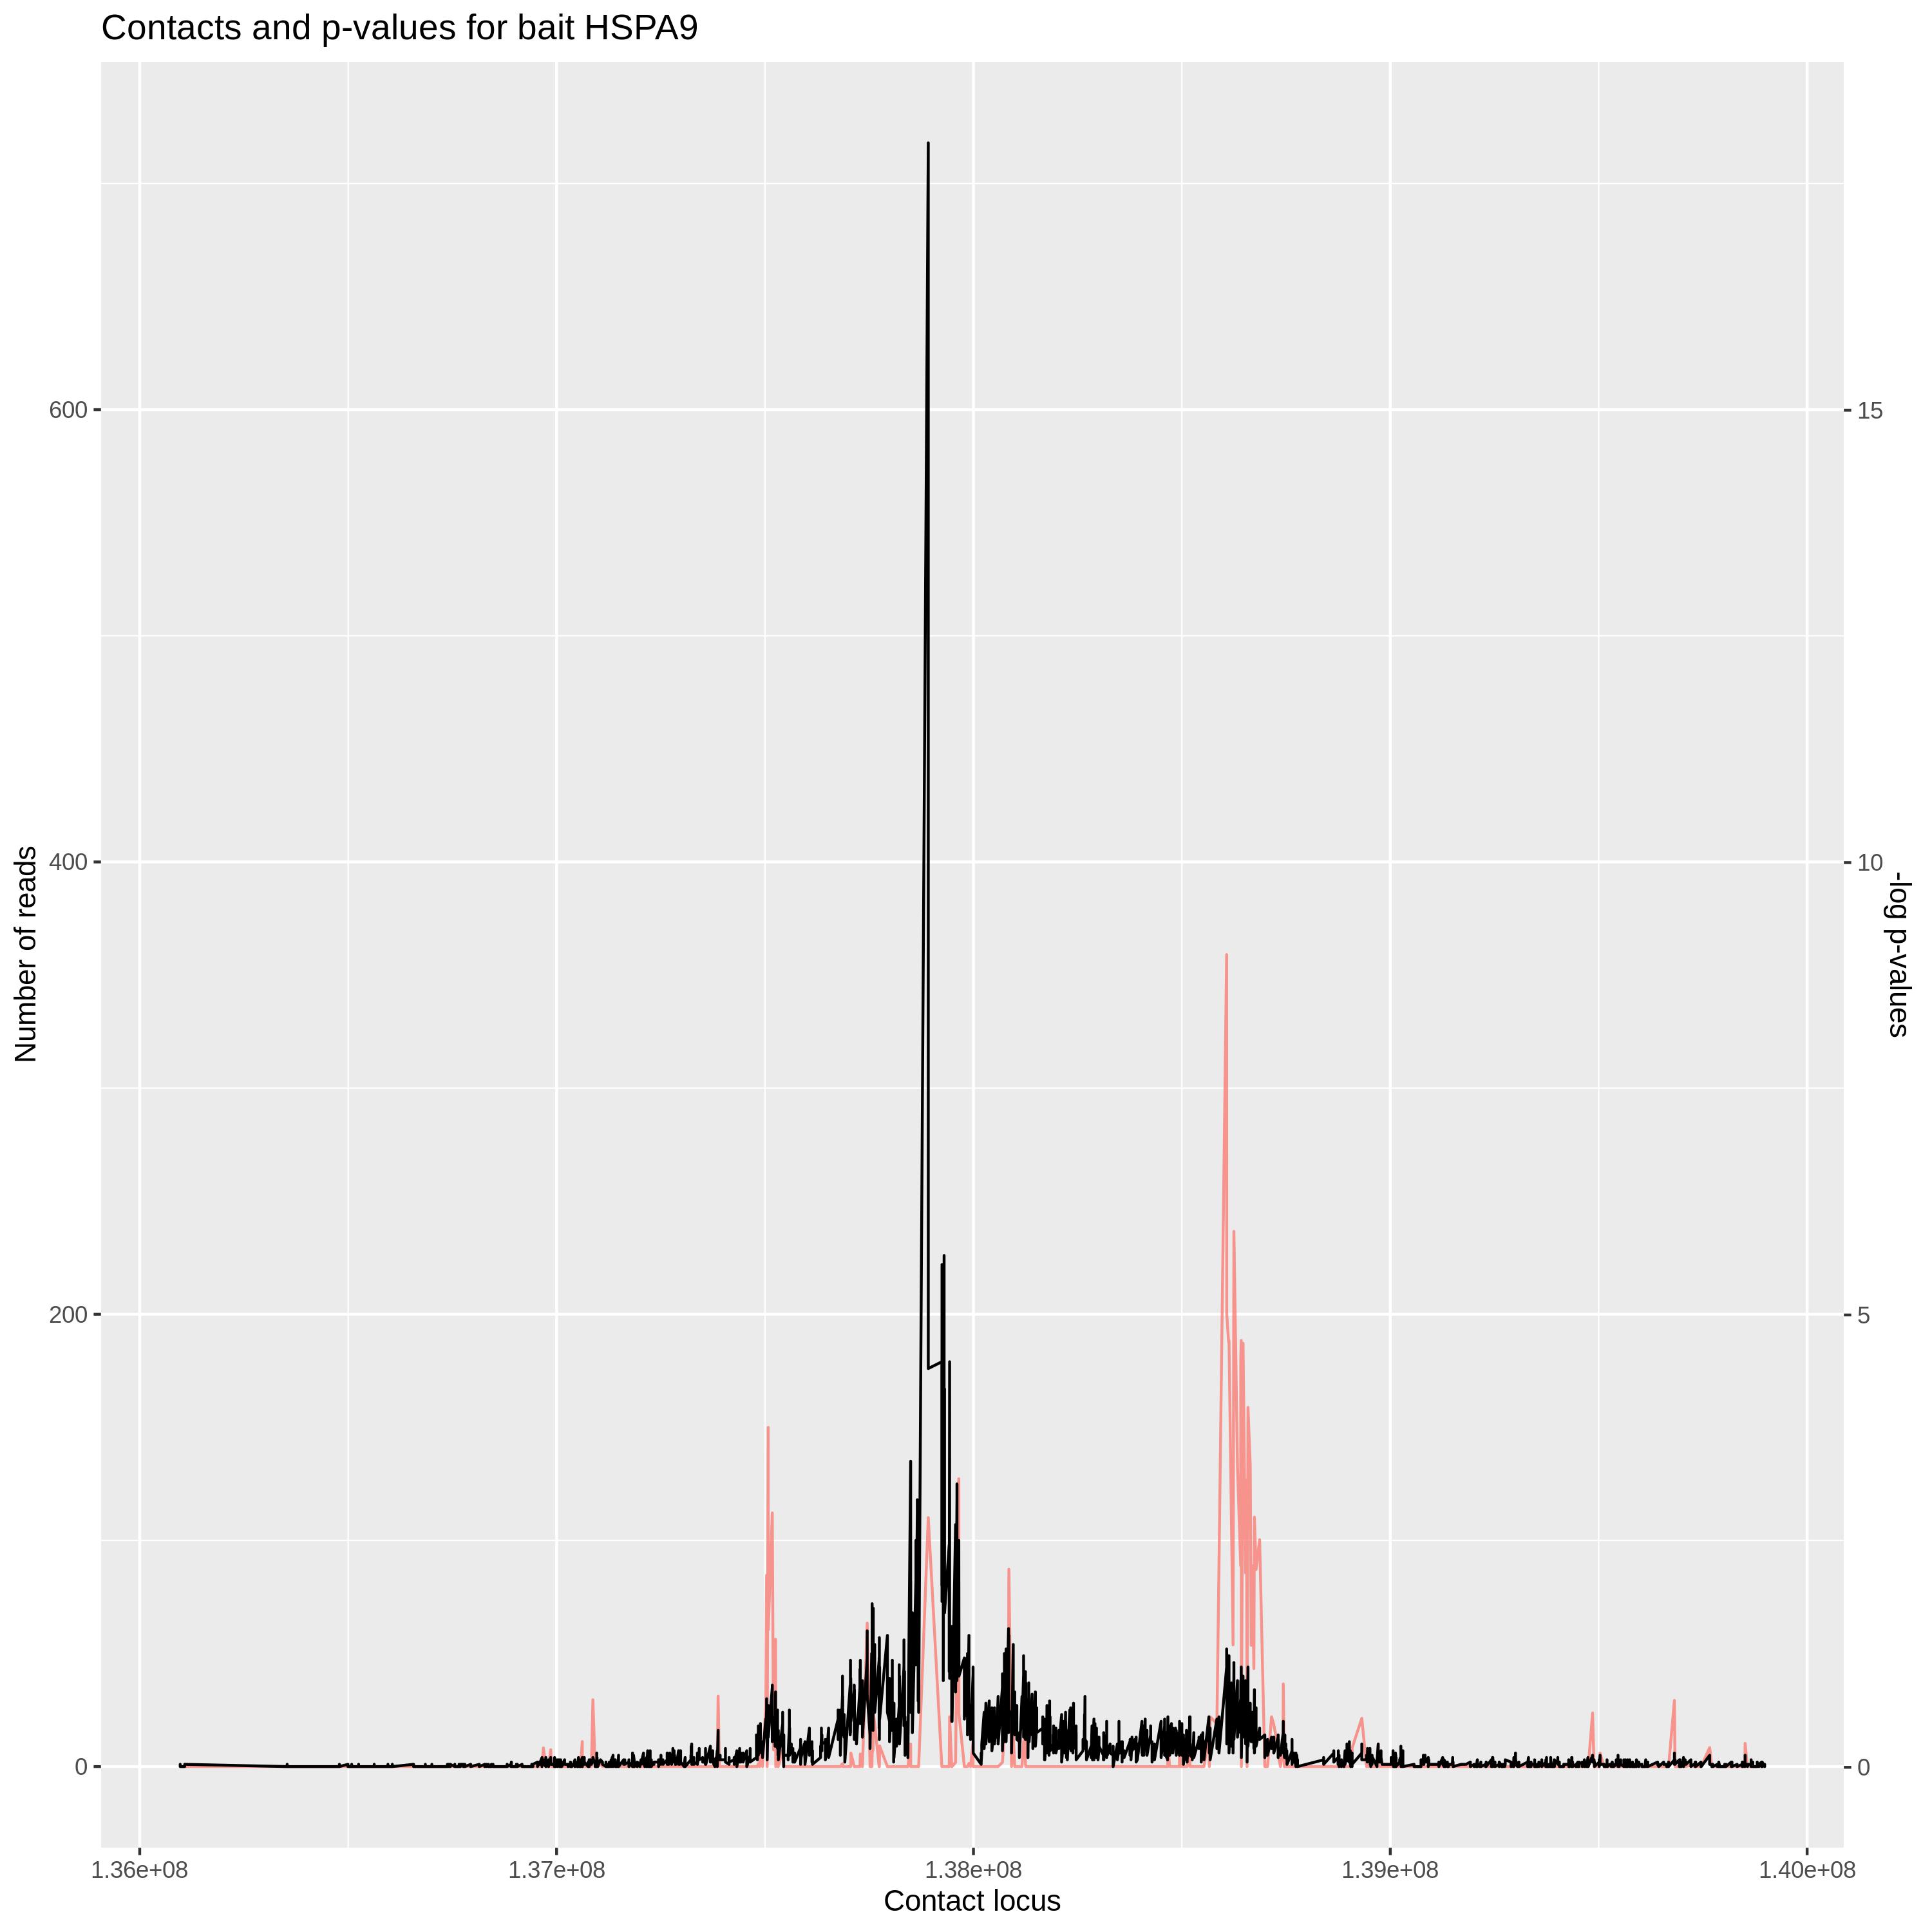 Contacts and p-values for bait HSPA9
Number of reads
600
400
200
0
15
10
5
0
-log p-values
1.36e+08
1.37e+08
1.38e+08
1.39e+08
1.40e+08
Contact locus